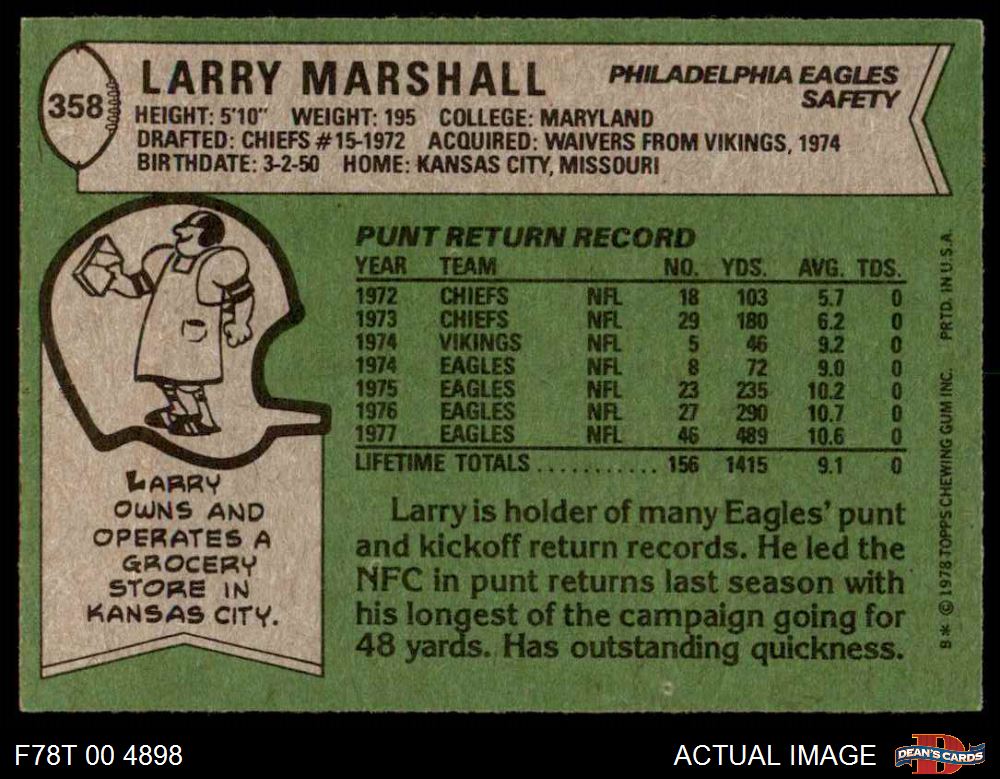 358
LARRY MARSHALL
PHILADELPHIA EAGLES
SAFETY
HEIGHT: 5'10" WEIGHT: 195 COLLEGE: MARYLAND
DRAFTED: CHIEFS #15-1972 ACQUIRED: WAIVERS FROM VIKINGS, 1974
BIRTHDATE: 3-2-50 HOME: KANSAS CITY, MISSOURI
PUNT RETURN RECORD
YEAR TEAM NO. YDS. AVG. TDS.
1972 CHIEFS NFL 18 103 5.7 0
1973 CHIEFS NFL 29 180 6.2 0
1974 VIKINGS NFL 5 46 9.2 0
1974 EAGLES NFL 8 72 9.0 0
1975 EAGLES NFL 23 235 10.2 0
1976 EAGLES NFL 27 290 10.7 0
1977 EAGLES NFL 46 489 10.6 0
LIFETIME TOTALS ........... 156 1415 9.1 0
LARRY
OWNS AND
OPERATES A
GROCERY
STORE IN
KANSAS CITY.
Larry is holder of many Eagles' punt
and kickoff return records. He led the
NFC in punt returns last season with
his longest of the campaign going for
48 yards. Has outstanding quickness.
B* © 1978 TOPPS CHEWING GUM INC. PRTD. IN U.S.A.
F78T 00 4898
ACTUAL IMAGE
DEAN'S CARDS